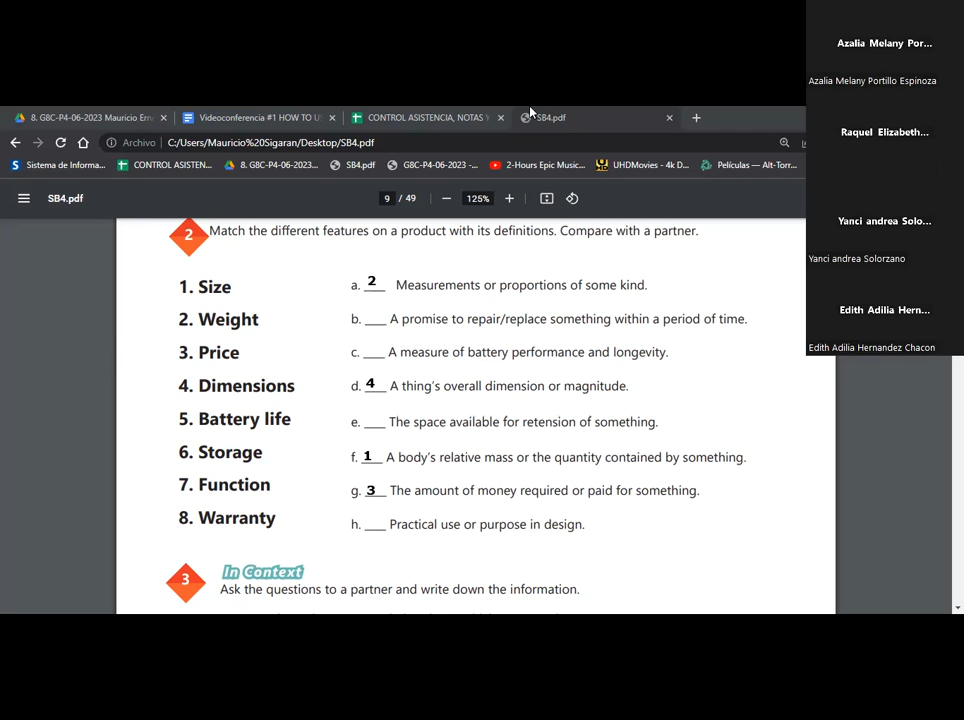 Azalia Melany Por...
Azalia Melany Portillo Espinoza
Raquel Elizabeth...
Yanci andrea Solo...
Yanci andrea Solorzano
Edith Adilia Hern...
Edith Adilia Hernandez Chacon
8. G8C-P4-06-2023 Mauricio Ern
Videoconferencia #1 HOW TO U
CONTROL ASISTENCIA, NOTAS Y
SB4.pdf
Archivo C:/Users/Mauricio%20Sigaran/Desktop/SB4.pdf
Sistema de Informa...
CONTROL ASISTEN...
8. G8C-P4-06-2023...
SB4.pdf
G8C-P4-06-2023 -...
2-Hours Epic Music...
UHDMovies - 4k D...
Películas — Alt-Torr...
SB4.pdf
9 / 49
125%
2 Match the different features on a product with its definitions. Compare with a partner.
1. Size
a. 2 Measurements or proportions of some kind.
2. Weight
b. ___ A promise to repair/replace something within a period of time.
3. Price
c. ___ A measure of battery performance and longevity.
4. Dimensions
d. 4 A thing's overall dimension or magnitude.
5. Battery life
e. ___ The space available for retention of something.
6. Storage
f. 1 A body's relative mass or the quantity contained by something.
7. Function
g. 3 The amount of money required or paid for something.
8. Warranty
h. ___ Practical use or purpose in design.
3 In Context
Ask the questions to a partner and write down the information.